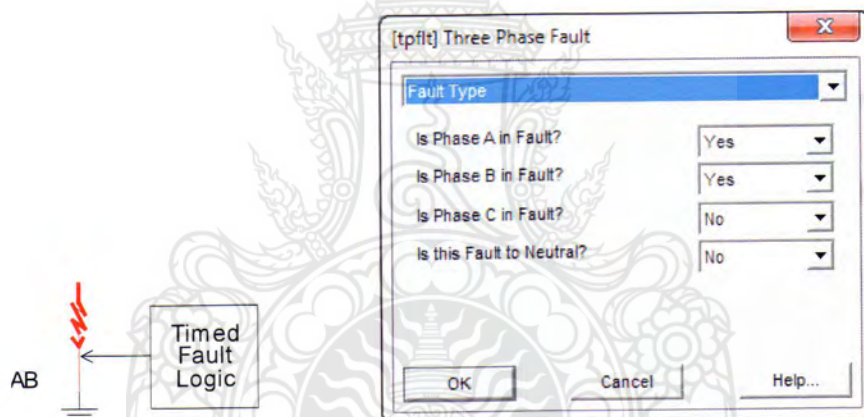 [tpflt] Three Phase Fault
X
Fault Type
Is Phase A in Fault? Yes
Is Phase B in Fault? Yes
Is Phase C in Fault? No
Is this Fault to Neutral? No
OK Cancel Help...
Timed
Fault
Logic
AB